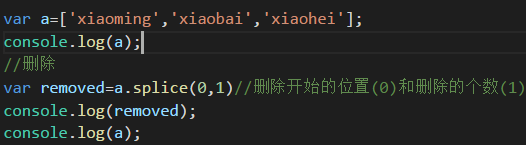 var a=['xiaoming','xiaobai','xiaohei'];
console.log(a);
//删除
var removed=a.splice(0,1)//删除开始的位置(0)和删除的个数(1)
console.log(removed);
console.log(a);